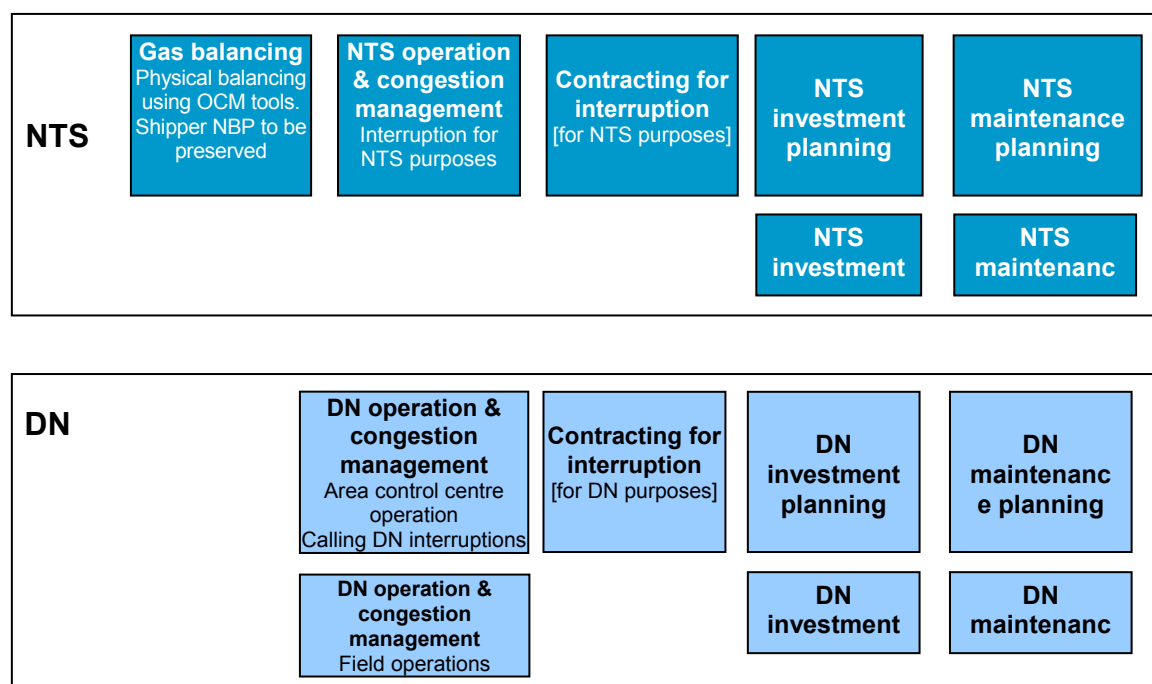 NTS
Gas balancing
Physical balancing
using OCM tools.
Shipper NBP to be
preserved
NTS operation
& congestion
management
Interruption for
NTS purposes
Contracting for
interruption
[for NTS purposes]
NTS
investment
planning
NTS
maintenance
planning
NTS
investment
NTS
maintenanc
DN
DN operation &
congestion
management
Area control centre
operation
Calling DN interruptions
Contracting for
interruption
[for DN purposes]
DN
investment
planning
DN
maintenanc
e planning
DN operation &
congestion
management
Field operations
DN
investment
DN
maintenanc